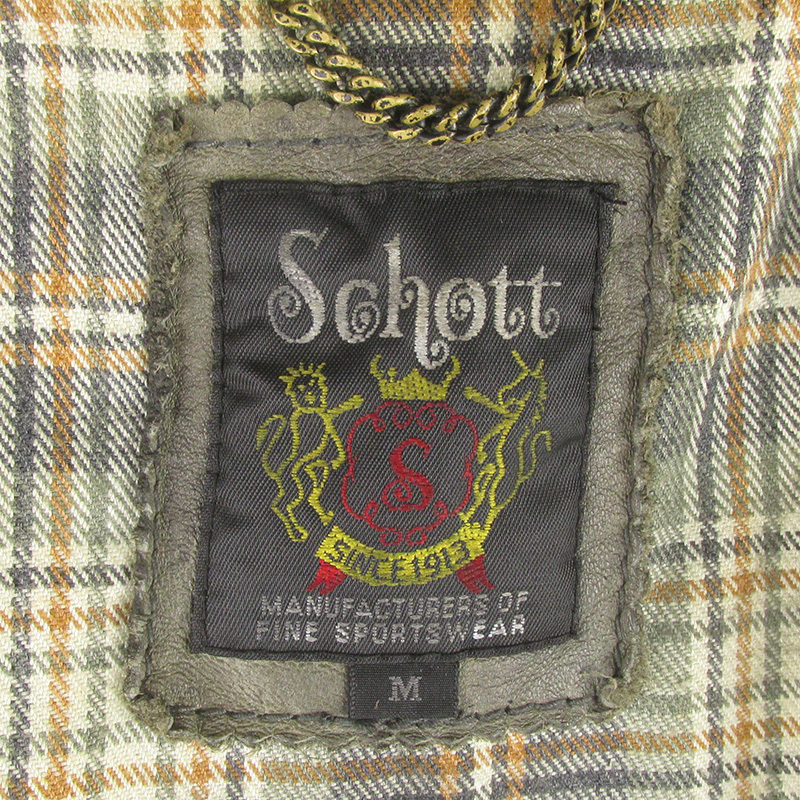 Schott
S
SINCE 1913
MANUFACTURERS OF
FINE SPORTSWEAR
M